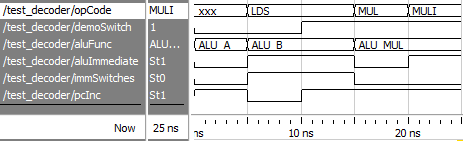 /test_decoder/opCode MULI xxx LDS MUL MULI
/test_decoder/demoSwitch 1
/test_decoder/aluFunc ALU... ALU_A ALU_B ALU_MUL
/test_decoder/aluImmediate St1
/test_decoder/immSwitches St0
/test_decoder/pcInc St1
Now 25 ns ns 10 ns 20 ns